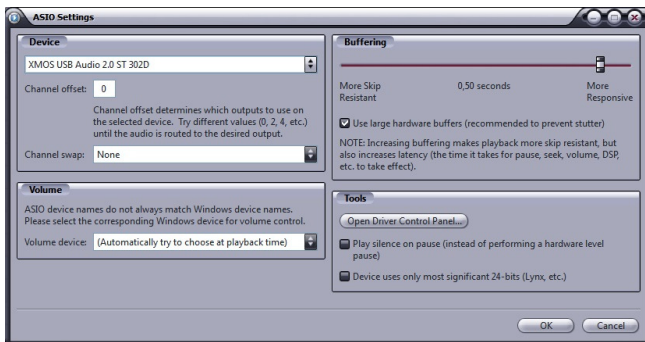 ASIO Settings
Device
XMOS USB Audio 2.0 ST 302D
Channel offset: 0
Channel offset determines which outputs to use on
the selected device. Try different values (0, 2, 4, etc.)
until the audio is routed to the desired output.
Channel swap: None
Volume
ASIO device names do not always match Windows device names.
Please select the corresponding Windows device for volume control.
Volume device: (Automatically try to choose at playback time)
Buffering
More Skip
Resistant
0,50 seconds
More
Responsive
Use large hardware buffers (recommended to prevent stutter)
NOTE: Increasing buffering makes playback more skip resistant, but
also increases latency (the time it takes for pause, seek, volume, DSP,
etc. to take effect).
Tools
Open Driver Control Panel...
Play silence on pause (instead of performing a hardware level
pause)
Device uses only most significant 24-bits (Lynx, etc.)
OK
Cancel